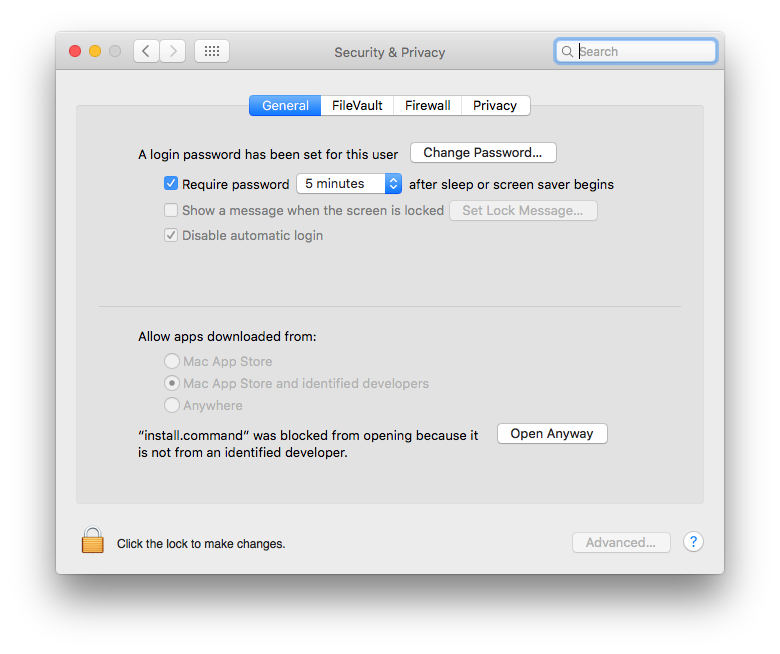 Security & Privacy
Search
General FileVault Firewall Privacy
A login password has been set for this user Change Password...
Require password 5 minutes after sleep or screen saver begins
Show a message when the screen is locked Set Lock Message...
Disable automatic login
Allow apps downloaded from:
Mac App Store
Mac App Store and identified developers
Anywhere
“install.command” was blocked from opening because it
is not from an identified developer.
Open Anyway
Click the lock to make changes.
Advanced...
?